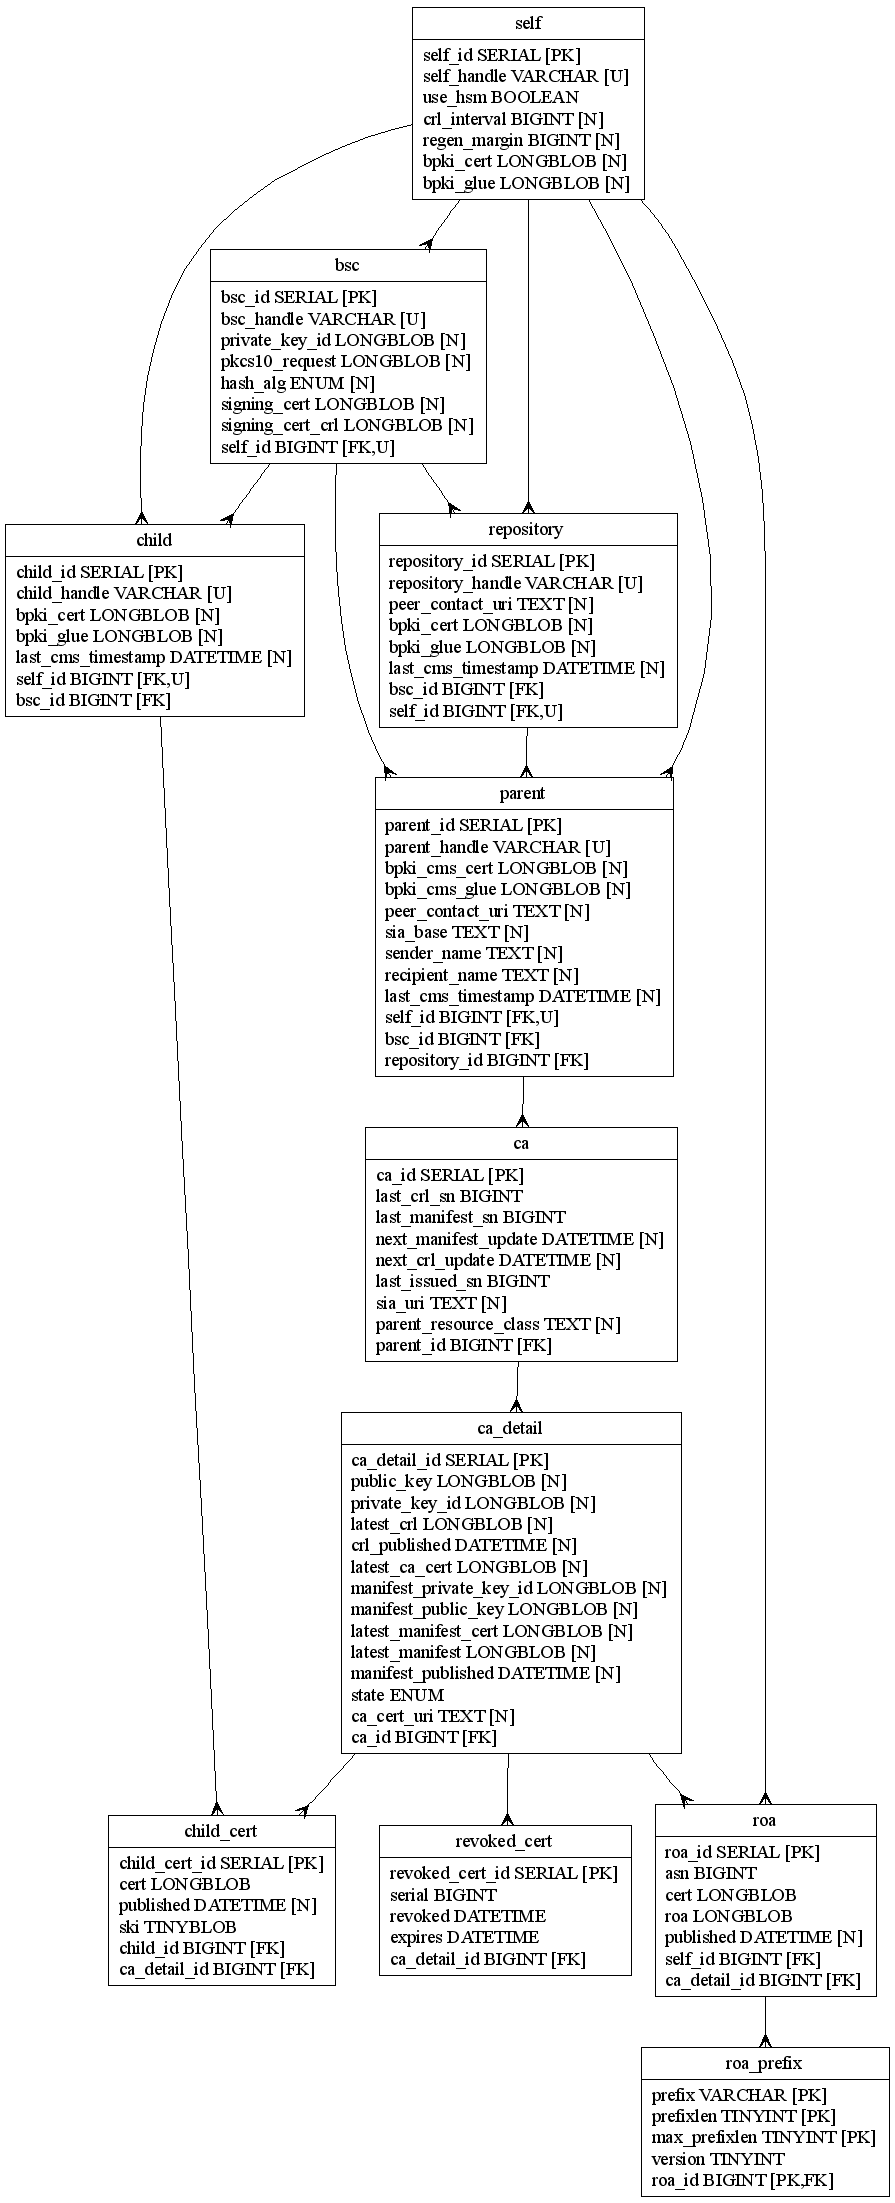 self
self_id SERIAL [PK]
self_handle VARCHAR [U]
use_hsm BOOLEAN
crl_interval BIGINT [N]
regen_margin BIGINT [N]
bpki_cert LONGBLOB [N]
bpki_glue LONGBLOB [N]
bsc
bsc_id SERIAL [PK]
bsc_handle VARCHAR [U]
private_key_id LONGBLOB [N]
pkcs10_request LONGBLOB [N]
hash_alg ENUM [N]
signing_cert LONGBLOB [N]
signing_cert_crl LONGBLOB [N]
self_id BIGINT [FK,U]
child
child_id SERIAL [PK]
child_handle VARCHAR [U]
bpki_cert LONGBLOB [N]
bpki_glue LONGBLOB [N]
last_cms_timestamp DATETIME [N]
self_id BIGINT [FK,U]
bsc_id BIGINT [FK]
repository
repository_id SERIAL [PK]
repository_handle VARCHAR [U]
peer_contact_uri TEXT [N]
bpki_cert LONGBLOB [N]
bpki_glue LONGBLOB [N]
last_cms_timestamp DATETIME [N]
bsc_id BIGINT [FK]
self_id BIGINT [FK,U]
parent
parent_id SERIAL [PK]
parent_handle VARCHAR [U]
bpki_cms_cert LONGBLOB [N]
bpki_cms_glue LONGBLOB [N]
peer_contact_uri TEXT [N]
sia_base TEXT [N]
sender_name TEXT [N]
recipient_name TEXT [N]
last_cms_timestamp DATETIME [N]
self_id BIGINT [FK,U]
bsc_id BIGINT [FK]
repository_id BIGINT [FK]
ca
ca_id SERIAL [PK]
last_crl_sn BIGINT
last_manifest_sn BIGINT
next_manifest_update DATETIME [N]
next_crl_update DATETIME [N]
last_issued_sn BIGINT
sia_uri TEXT [N]
parent_resource_class TEXT [N]
parent_id BIGINT [FK]
ca_detail
ca_detail_id SERIAL [PK]
public_key LONGBLOB [N]
private_key_id LONGBLOB [N]
latest_crl LONGBLOB [N]
crl_published DATETIME [N]
latest_ca_cert LONGBLOB [N]
manifest_private_key_id LONGBLOB [N]
manifest_public_key LONGBLOB [N]
latest_manifest_cert LONGBLOB [N]
latest_manifest LONGBLOB [N]
manifest_published DATETIME [N]
state ENUM
ca_cert_uri TEXT [N]
ca_id BIGINT [FK]
child_cert
child_cert_id SERIAL [PK]
cert LONGBLOB
published DATETIME [N]
ski TINYBLOB
child_id BIGINT [FK]
ca_detail_id BIGINT [FK]
revoked_cert
revoked_cert_id SERIAL [PK]
serial BIGINT
revoked DATETIME
expires DATETIME
ca_detail_id BIGINT [FK]
roa
roa_id SERIAL [PK]
asn BIGINT
cert LONGBLOB
roa LONGBLOB
published DATETIME [N]
self_id BIGINT [FK]
ca_detail_id BIGINT [FK]
roa_prefix
prefix VARCHAR [PK]
prefixlen TINYINT [PK]
max_prefixlen TINYINT [PK]
version TINYINT
roa_id BIGINT [PK,FK]